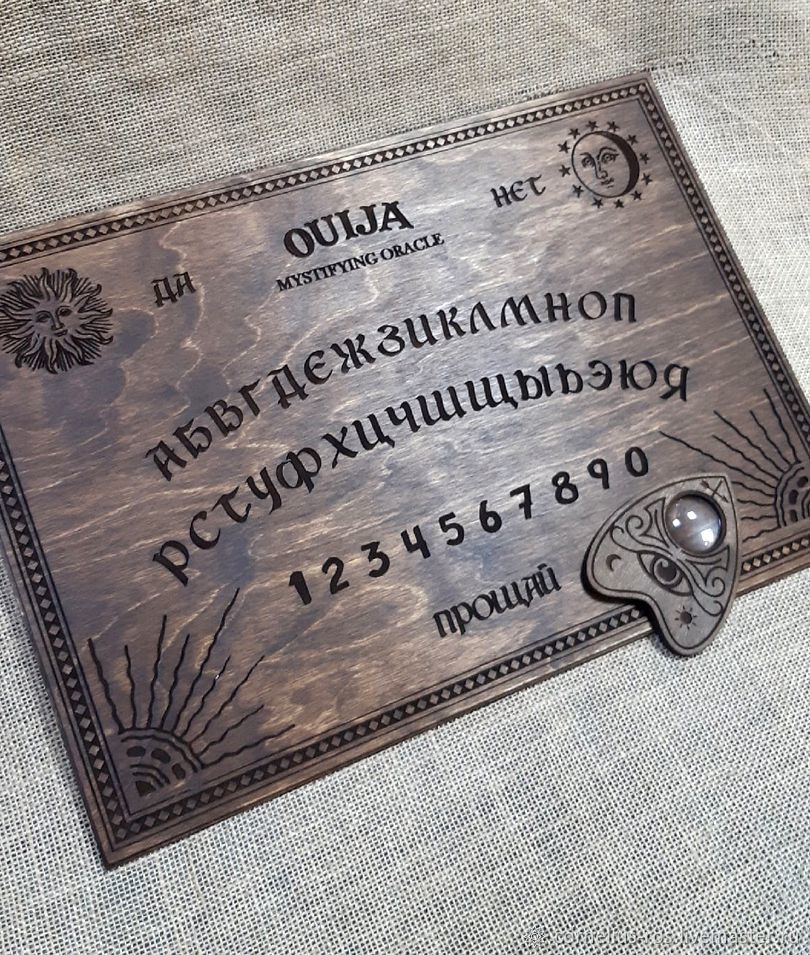 OUIJA
MYSTIFYING ORACLE
ДА
НЕТ
АБВГДЕЖЗИКЛМНОП
РСТУФХЦЧШЩЫЬЭЮЯ
1234567890
ПРОЩАЙ